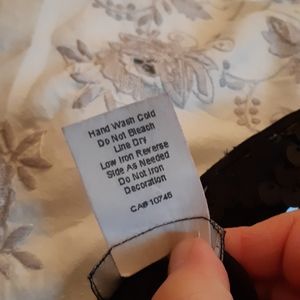 Hand Wash Cold
Do Not Bleach
Line Dry
Low Iron Reverse
Side As Needed
Do Not Iron
Decoration
CA# 10745